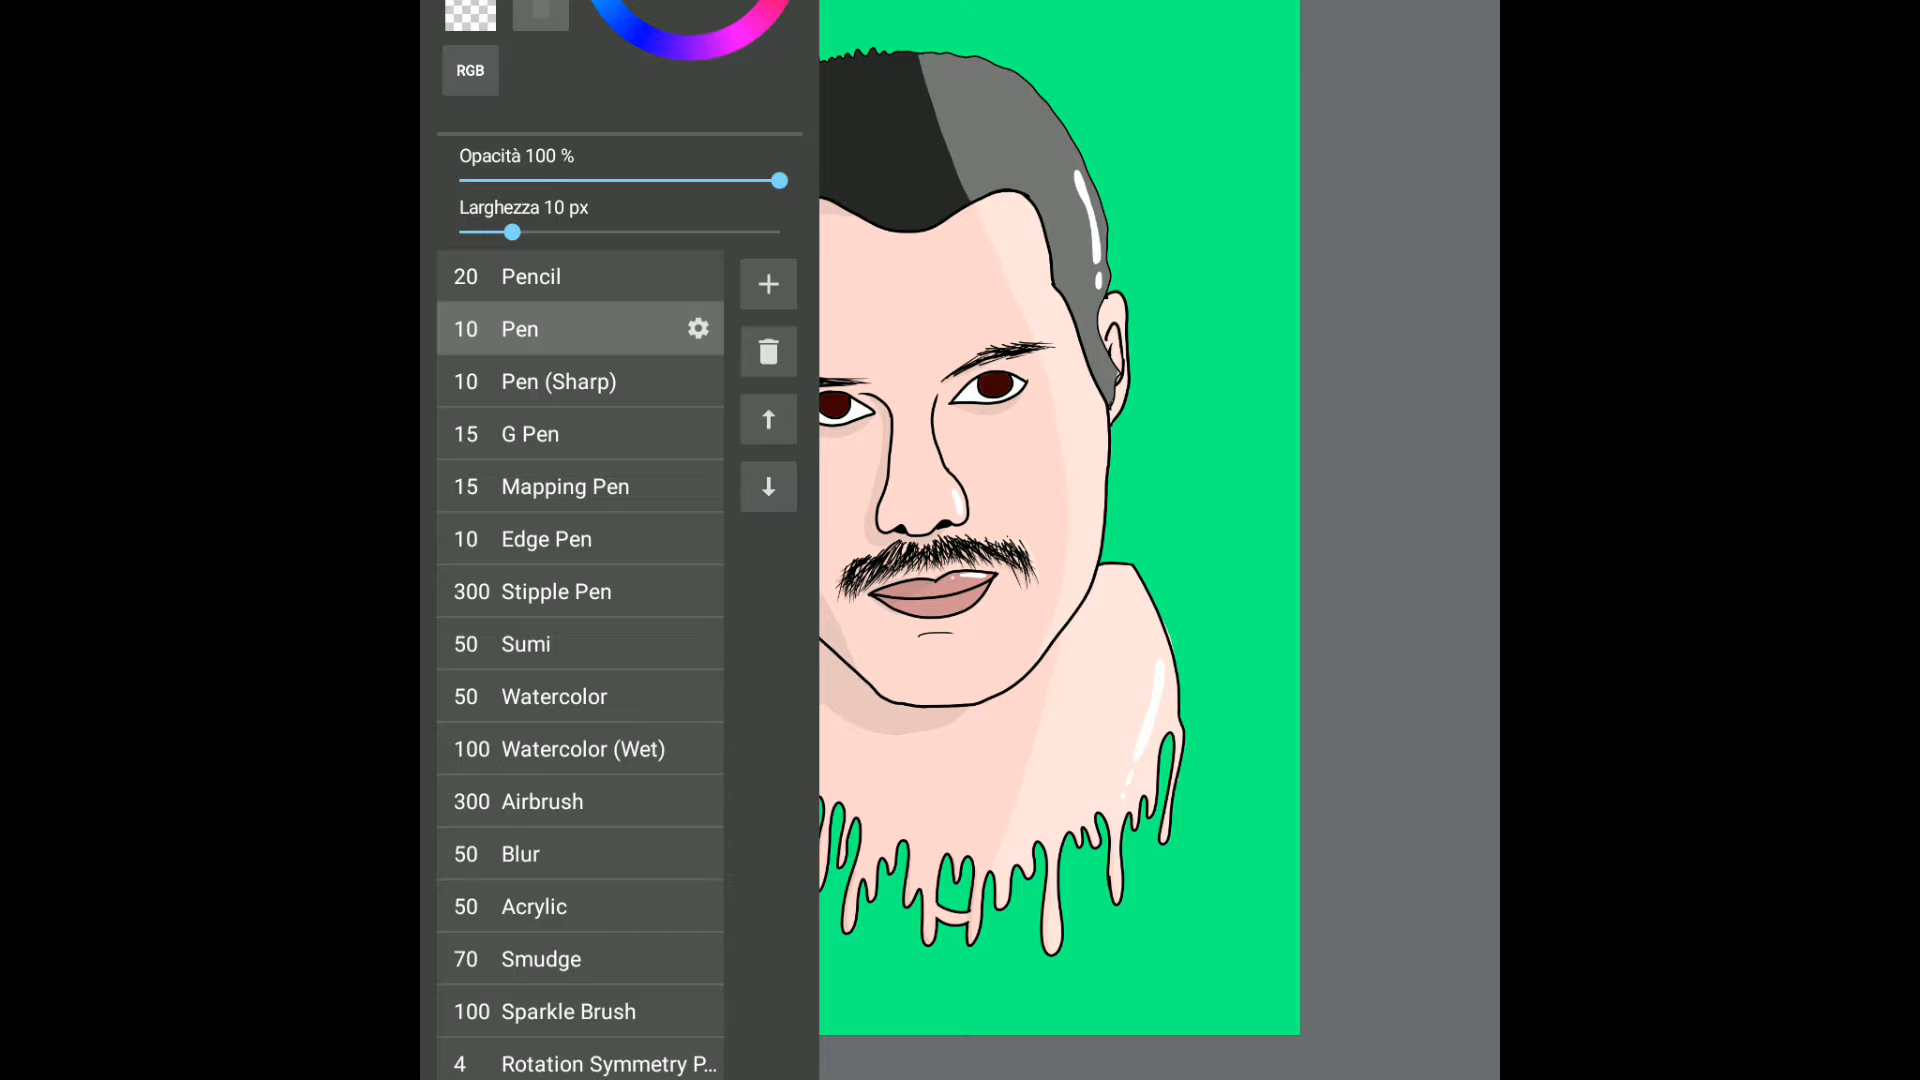 RGB
Opacità 100 %
Larghezza 10 px
20 Pencil
10 Pen
10 Pen (Sharp)
15 G Pen
15 Mapping Pen
10 Edge Pen
300 Stipple Pen
50 Sumi
50 Watercolor
100 Watercolor (Wet)
300 Airbrush
50 Blur
50 Acrylic
70 Smudge
100 Sparkle Brush
4 Rotation Symmetry P...